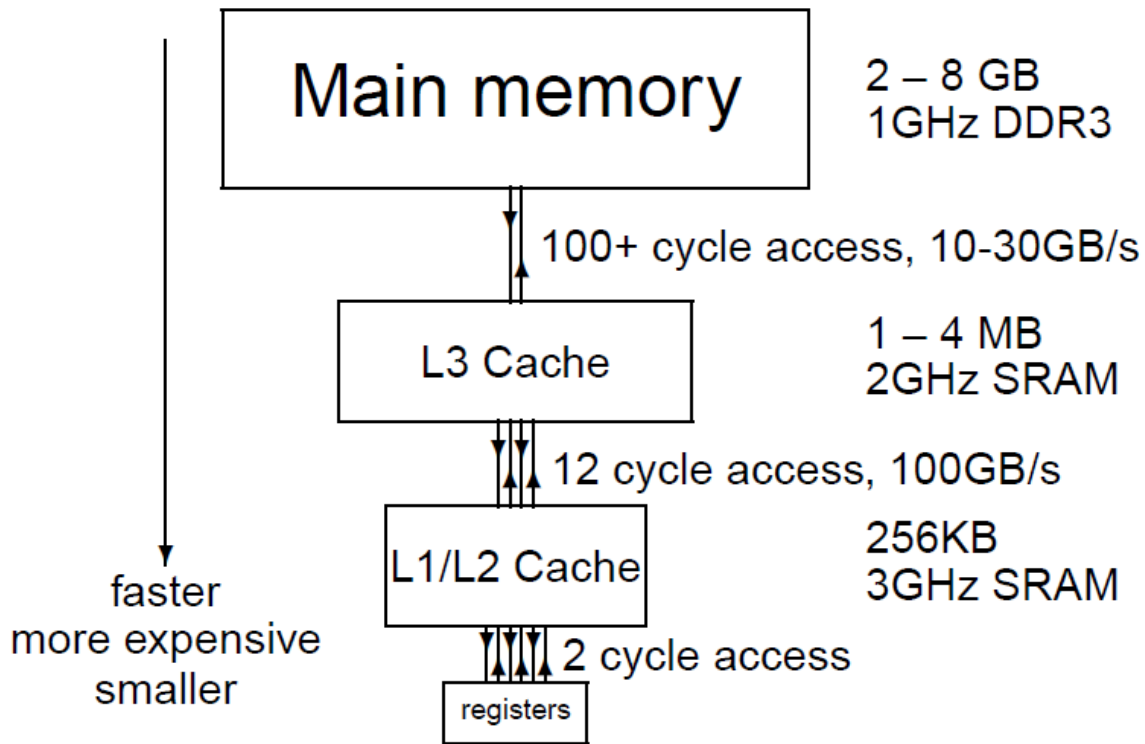 Main memory
2 – 8 GB
1GHz DDR3
100+ cycle access, 10-30GB/s
L3 Cache
1 – 4 MB
2GHz SRAM
12 cycle access, 100GB/s
L1/L2 Cache
256KB
3GHz SRAM
faster
more expensive
smaller
2 cycle access
registers